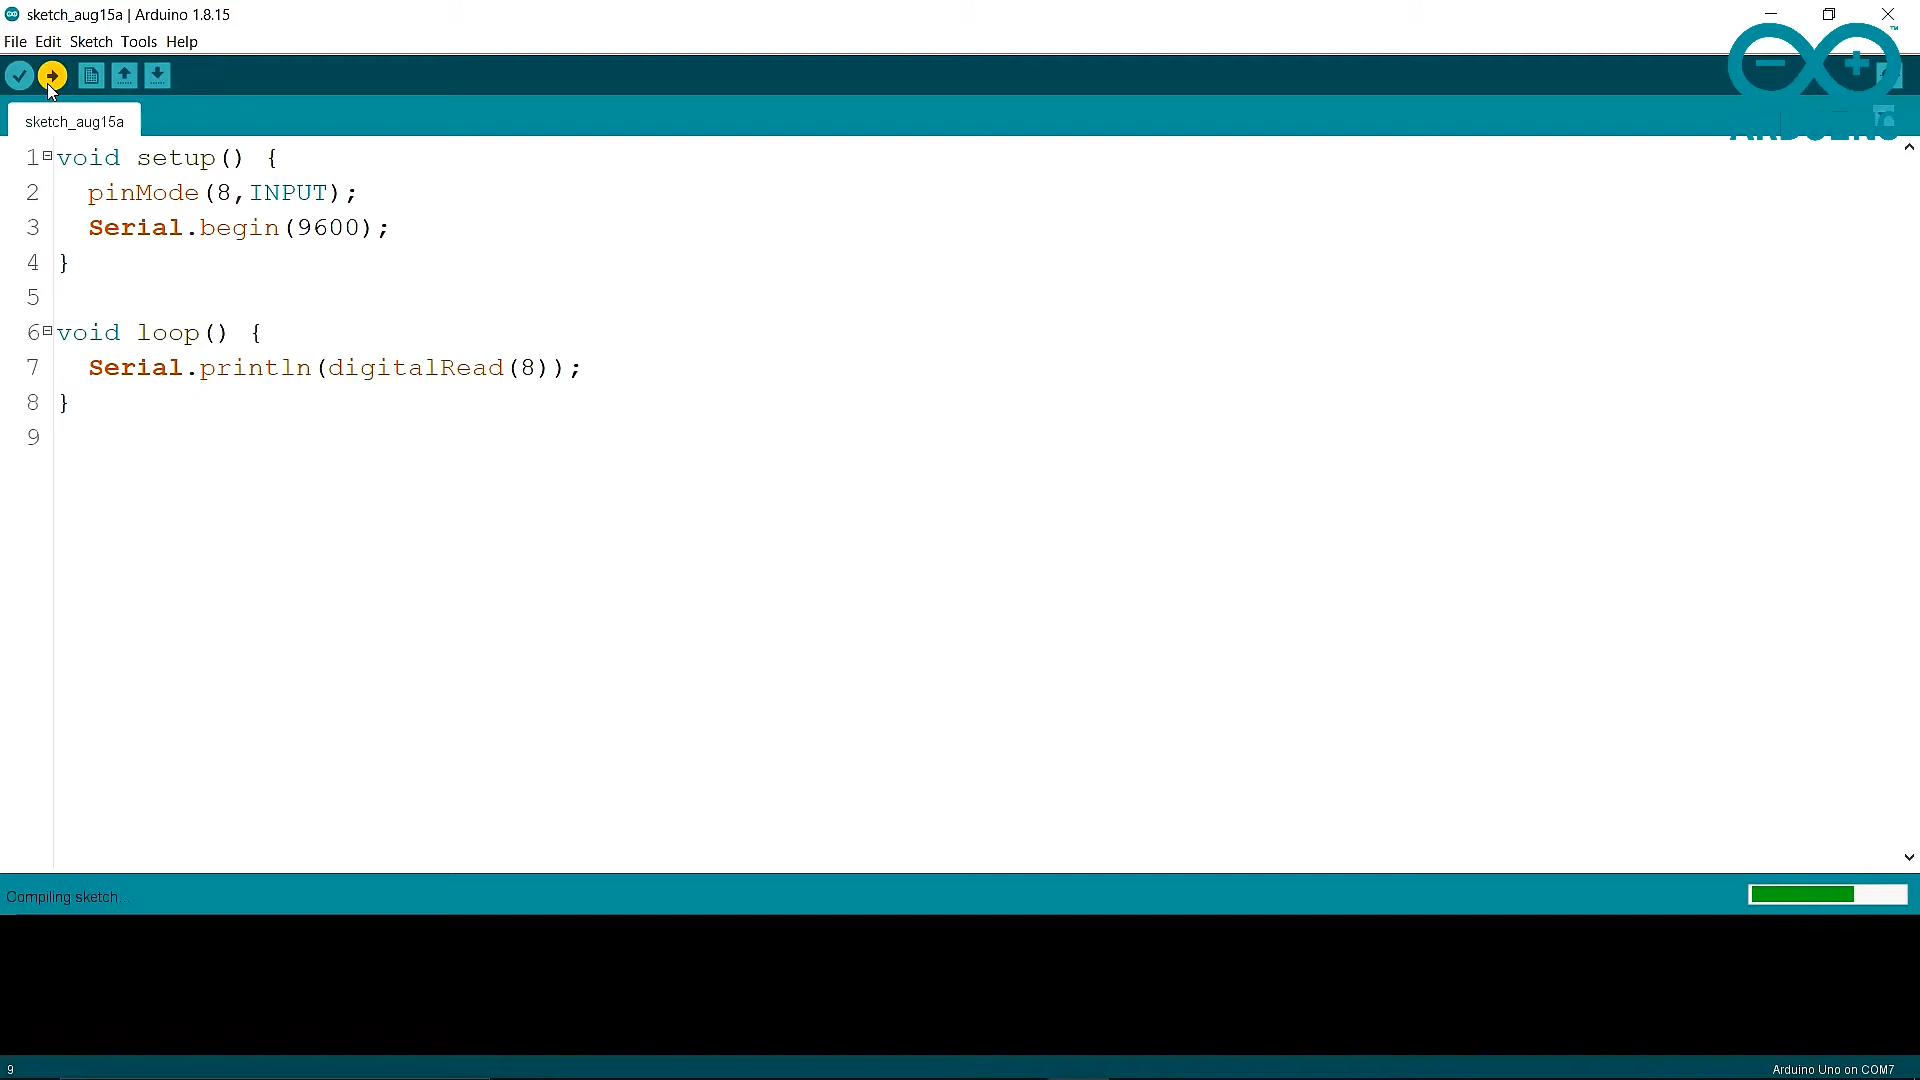 sketch_aug15a | Arduino 1.8.15
File Edit Sketch Tools Help
sketch_aug15a
1 void setup() {
2 pinMode(8,INPUT);
3 Serial.begin(9600);
4 }
5
6 void loop() {
7 Serial.println(digitalRead(8));
8 }
9
Compiling sketch...
9
Arduino Uno on COM7